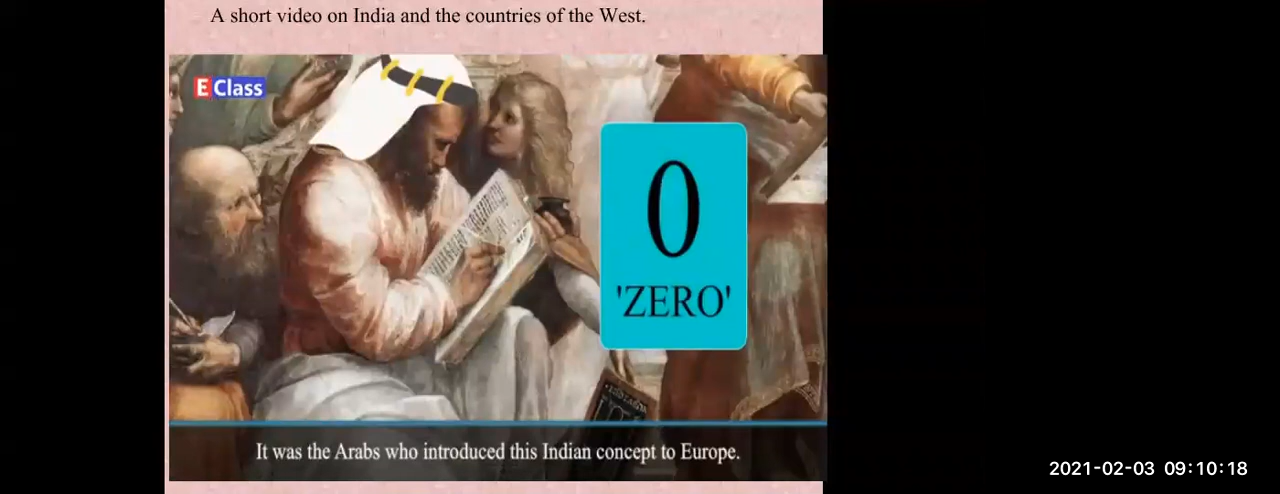 A short video on India and the countries of the West.
E Class
0
'ZERO'
It was the Arabs who introduced this Indian concept to Europe.
2021-02-03 09:10:18